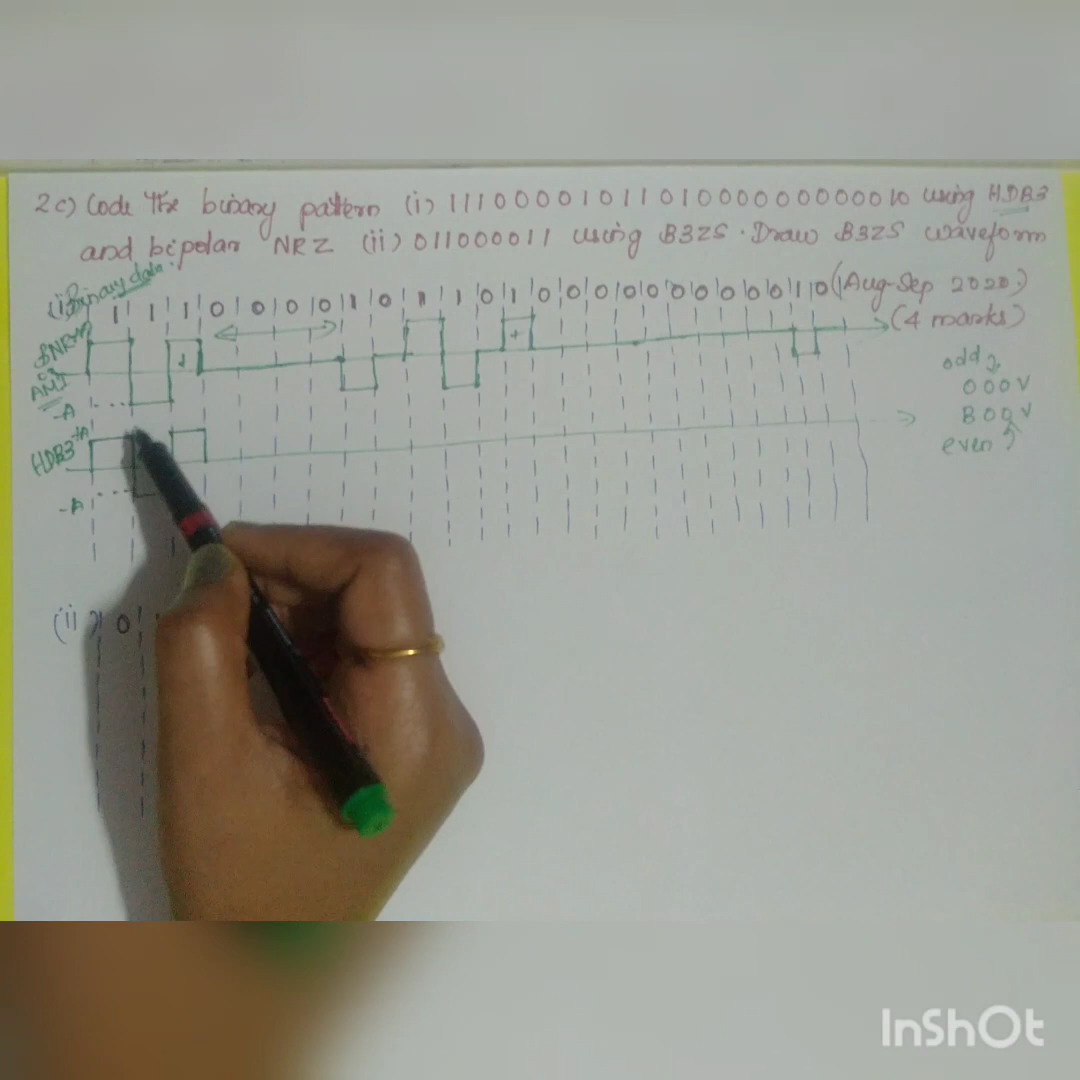 2c) Code the binary pattern (i) 11100001011010000000000010 using HDB3
and bipolar NRZ (ii) 011000011 using B3ZS. Draw B3ZS waveform
(i) Binary data
1 1 1 0 0 0 0 1 0 1 1 0 1 0 0 0 0 0 0 0 0 0 0 0 1 0 (Aug-Sep 2020.)
(4 marks)
AMI
+
+
-A
odd
000V
B00V
even
HDB3 +A
-A
(ii) 0
InShOt